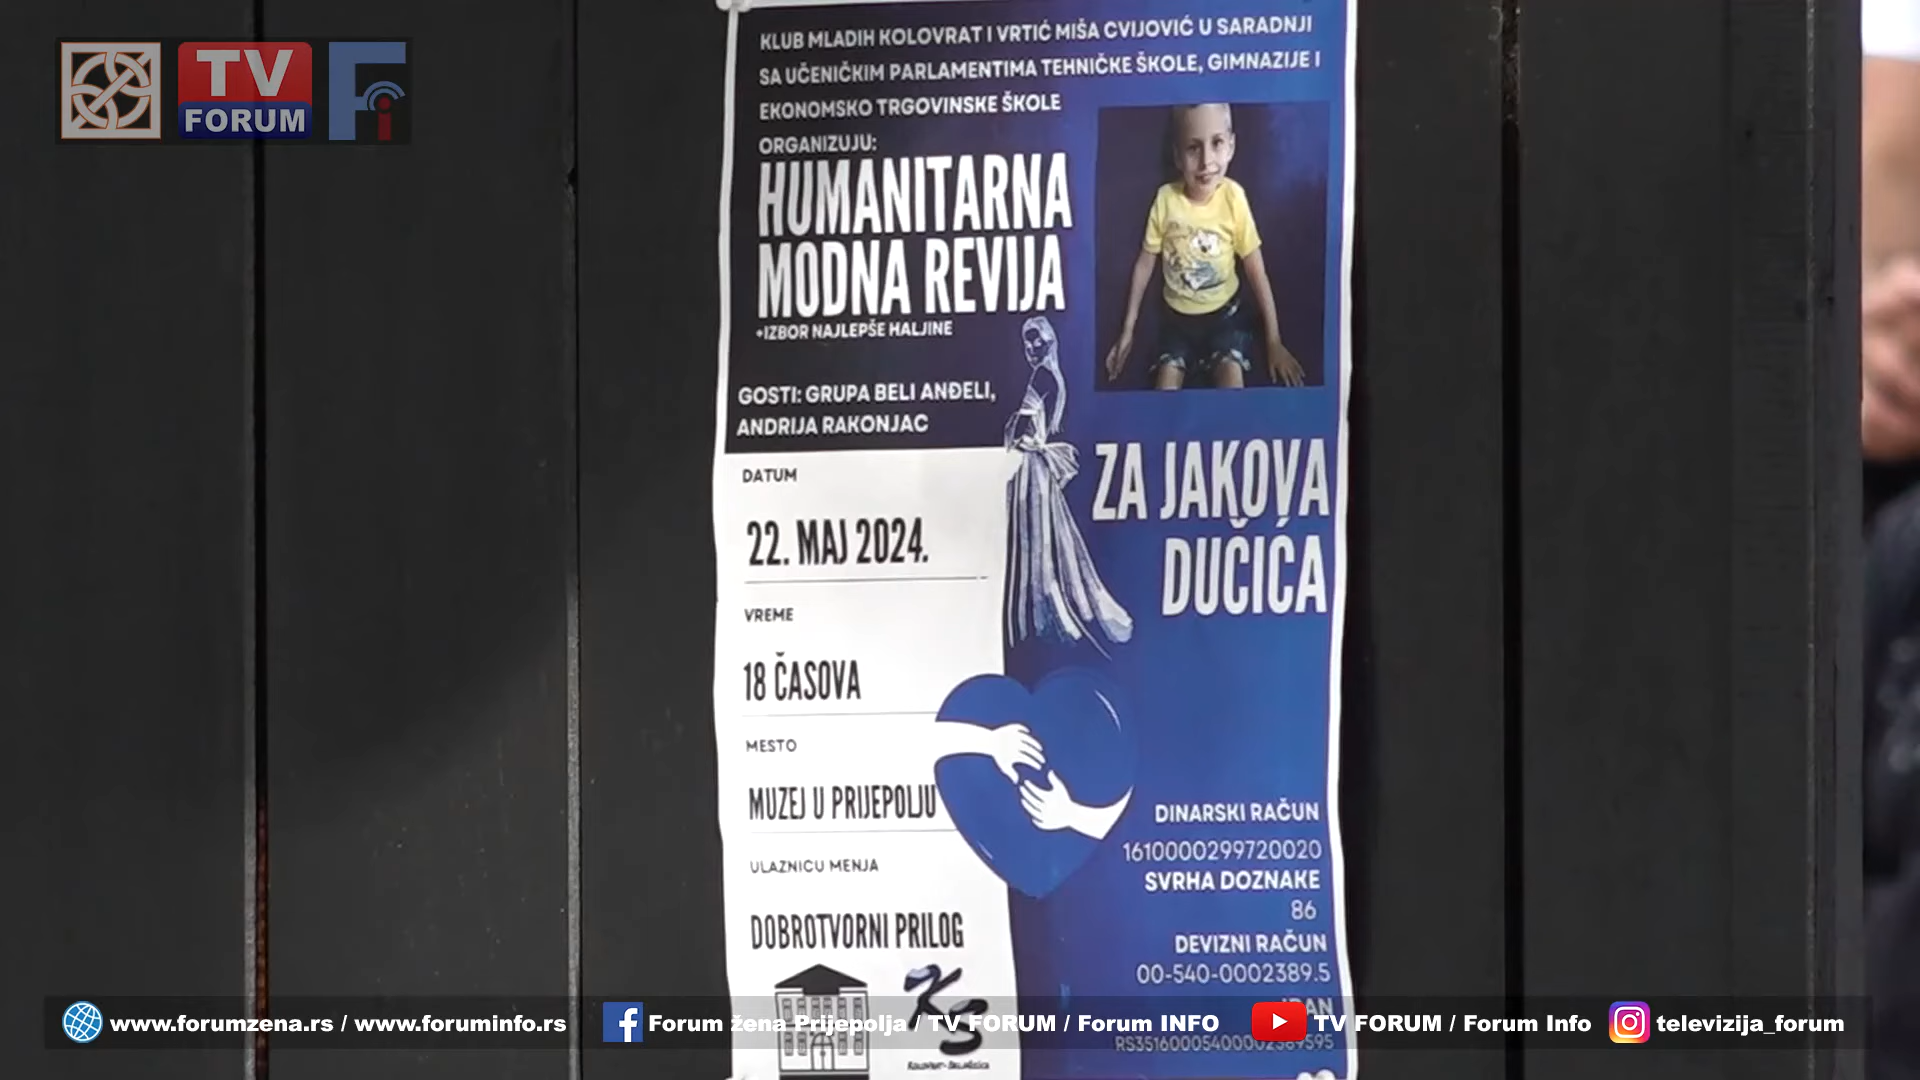 TV
FORUM
Fi
KLUB MLADIH KOLOVRAT I VRTIĆ MIŠA CVIJOVIĆ U SARADNJI
SA UČENIČKIM PARLAMENTIMA TEHNIČKE ŠKOLE, GIMNAZIJE I
EKONOMSKO TRGOVINSKE ŠKOLE
ORGANIZUJU:
HUMANITARNA
MODNA REVIJA
+IZBOR NAJLEPŠE HALJINE
GOSTI: GRUPA BELI ANĐELI,
ANDRIJA RAKONJAC
ZA JAKOVA
DUČIĆA
DATUM
22. MAJ 2024.
VREME
18 ČASOVA
MESTO
MUZEJ U PRIJEPOLJU
ULAZNICU MENJA
DOBROTVORNI PRILOG
DINARSKI RAČUN
1610000299720020
SVRHA DOZNAKE
86
DEVIZNI RAČUN
00-540-0002389.5
KS
www.forumzena.rs / www.foruminfo.rs
Forum žena Prijepolja / TV FORUM / Forum INFO
TV FORUM / Forum Info
televizija_forum